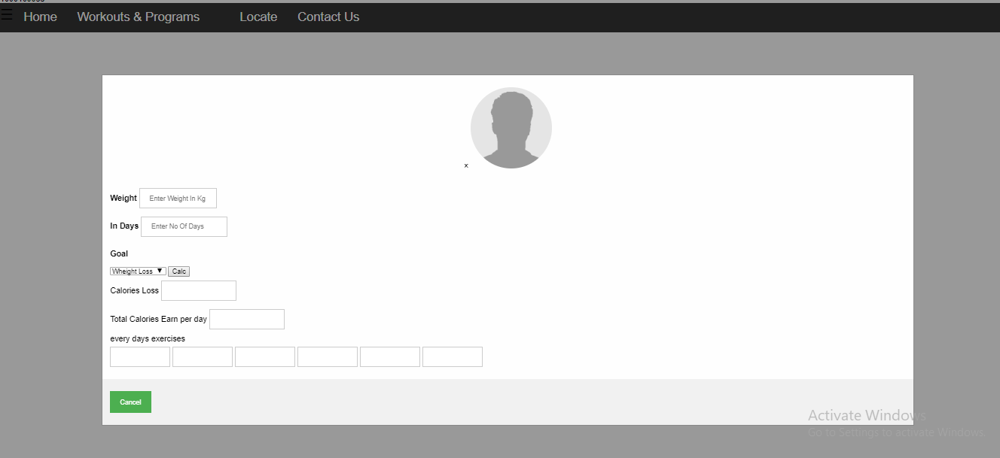 Home Workouts & Programs Locate Contact Us
×
Weight Enter Weight In Kg
In Days Enter No Of Days
Goal
Wheight Loss ▼ Calc
Calories Loss
Total Calories Earn per day
every days exercises
Cancel
Activate Windows
Go to Settings to activate Windows.